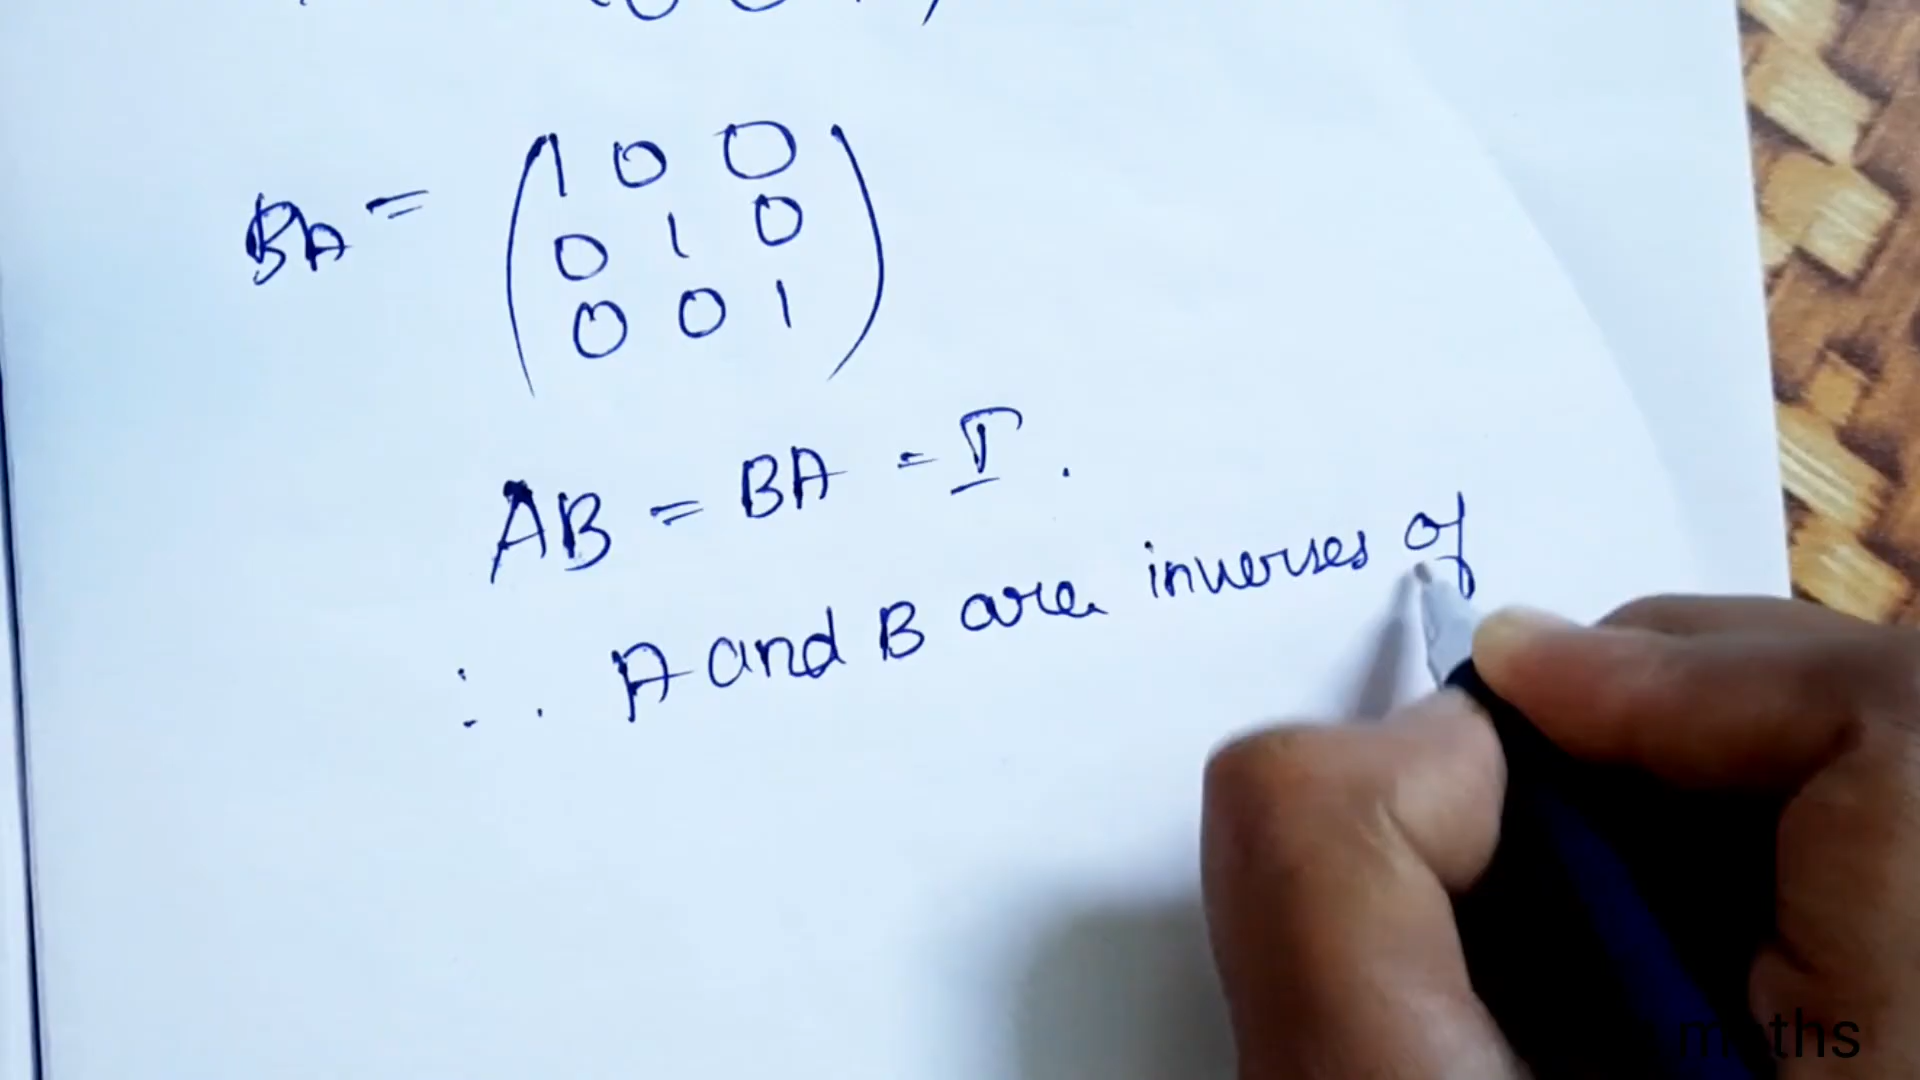 BA = (1 0 0
0 1 0
0 0 1)
AB = BA = I.
∴ A and B are inverses of
maths